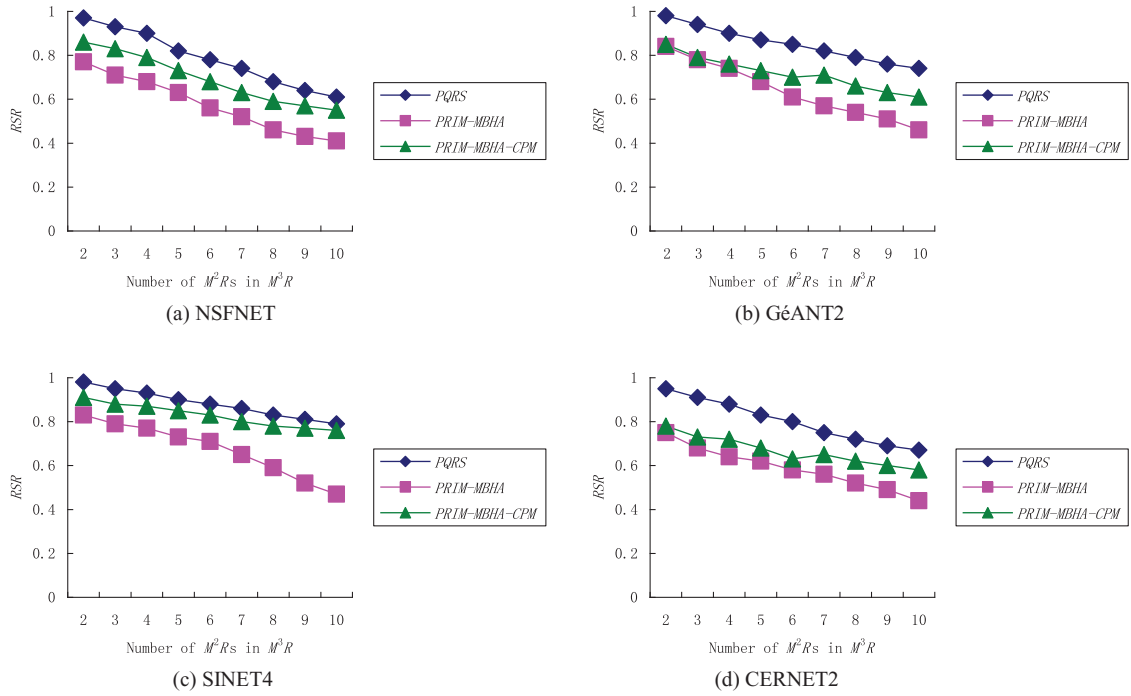 1
0.8
0.6
0.4
0.2
0
RSR
2 3 4 5 6 7 8 9 10
Number of M²Rs in M³R
PQRS
PRIM-MBHA
PRIM-MBHA-CPM
(a) NSFNET
1
0.8
0.6
0.4
0.2
0
RSR
2 3 4 5 6 7 8 9 10
Number of M²Rs in M³R
PQRS
PRIM-MBHA
PRIM-MBHA-CPM
(b) GéANT2
1
0.8
0.6
0.4
0.2
0
RSR
2 3 4 5 6 7 8 9 10
Number of M²Rs in M³R
PQRS
PRIM-MBHA
PRIM-MBHA-CPM
(c) SINET4
1
0.8
0.6
0.4
0.2
0
RSR
2 3 4 5 6 7 8 9 10
Number of M²Rs in M³R
PQRS
PRIM-MBHA
PRIM-MBHA-CPM
(d) CERNET2